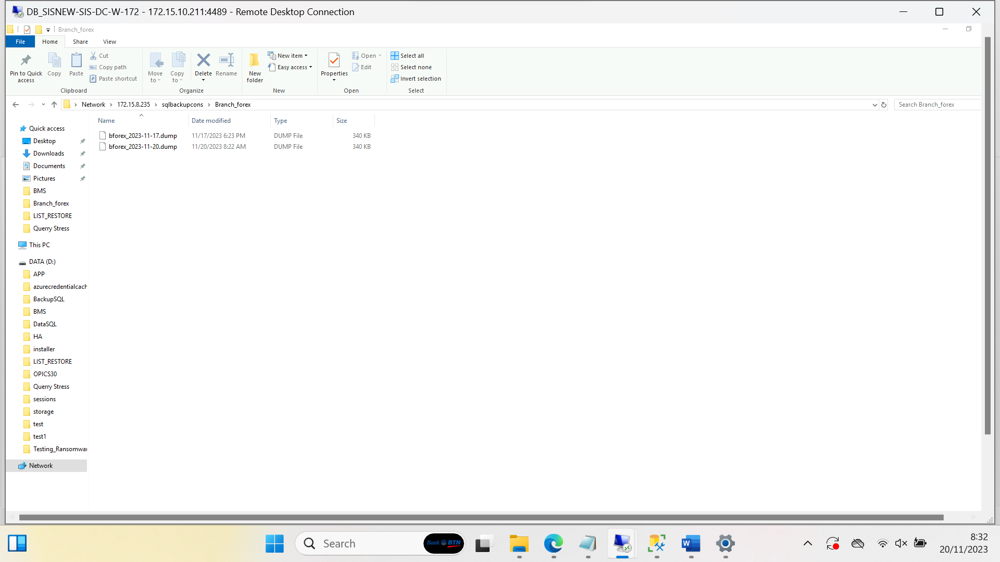 DB_SISNEW-SIS-DC-W-172 - 172.15.10.211:4489 - Remote Desktop Connection
Branch_forex
File Home Share View
Pin to Quick access
Copy
Paste
Cut
Copy path
Paste shortcut
Clipboard
Move to
Copy to
Delete
Rename
Organize
New folder
New item
Easy access
New
Properties
Open
Edit
Open
Select all
Select none
Invert selection
Select
Network 172.15.8.235 sqlbackupcons Branch_forex
Search Branch_forex
Name Date modified Type Size
bforex_2023-11-17.dump 11/17/2023 6:23 PM DUMP File 340 KB
bforex_2023-11-20.dump 11/20/2023 8:22 AM DUMP File 340 KB
Quick access
Desktop
Downloads
Documents
Pictures
BMS
Branch_forex
LIST_RESTORE
Querry Stress
This PC
DATA (D:)
APP
azurecredentialcach
BackupSQL
BMS
DataSQL
HA
installer
LIST_RESTORE
OPICS30
Querry Stress
sessions
storage
test
test1
Testing_Ransomwar
Network
Search
Bank BTN
W
8:32
20/11/2023